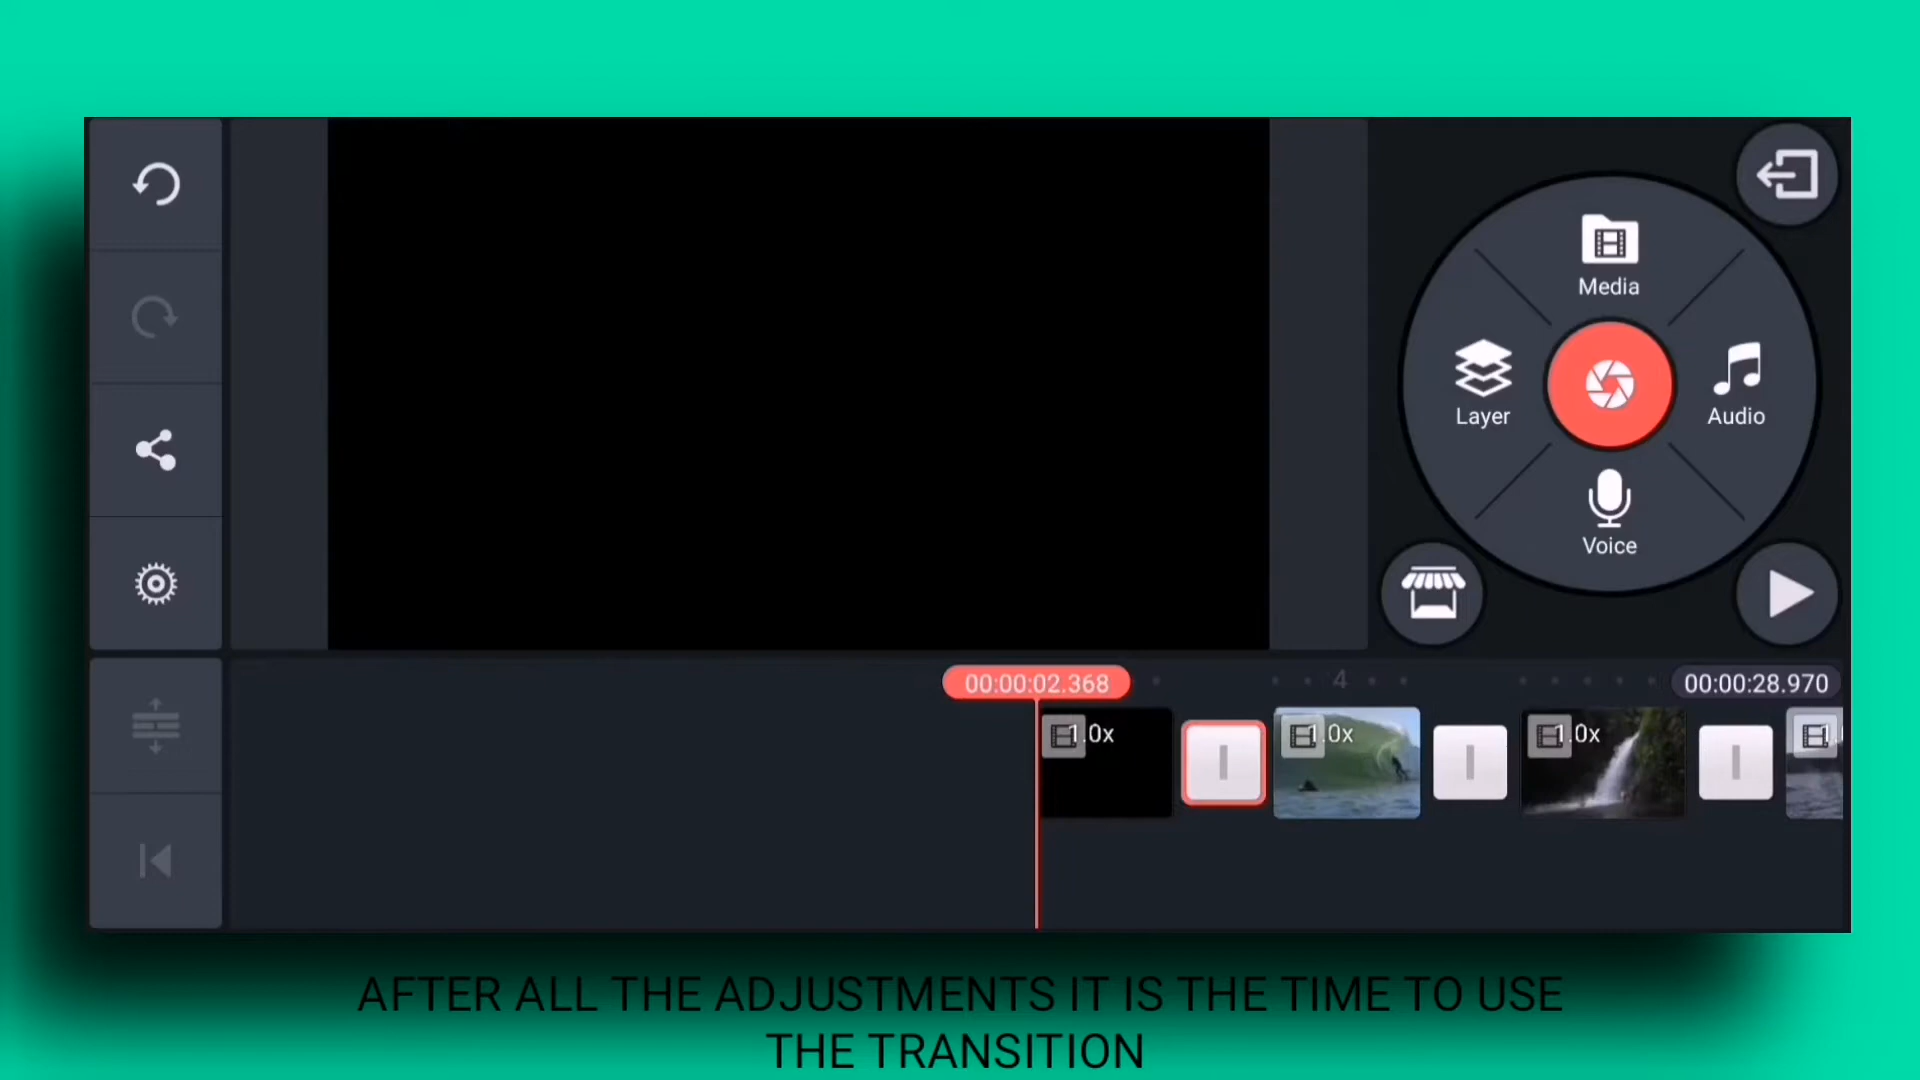 Media
Layer
Audio
Voice
00:00:02.368
4
00:00:28.970
1.0x
1.0x
1.0x
AFTER ALL THE ADJUSTMENTS IT IS THE TIME TO USE
THE TRANSITION